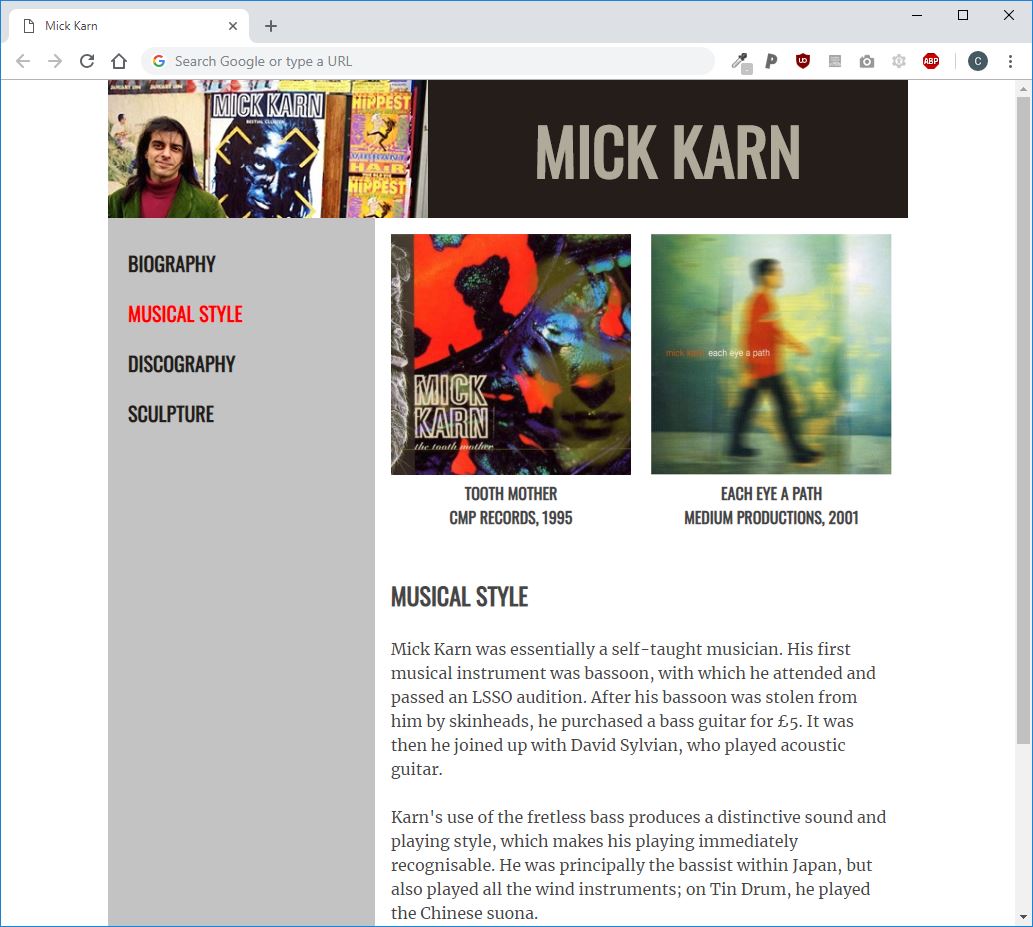 Mick Karn
Search Google or type a URL
C
ABP
MICK KARN
BESTIAL CLUSTER
HIPPEST
HAIR
HIPPEST
MICK KARN
BIOGRAPHY
MUSICAL STYLE
DISCOGRAPHY
SCULPTURE
MICK
KARN
the tooth mother
mick karn each eye a path
TOOTH MOTHER
CMP RECORDS, 1995
EACH EYE A PATH
MEDIUM PRODUCTIONS, 2001
MUSICAL STYLE
Mick Karn was essentially a self-taught musician. His first
musical instrument was bassoon, with which he attended and
passed an LSSO audition. After his bassoon was stolen from
him by skinheads, he purchased a bass guitar for £5. It was
then he joined up with David Sylvian, who played acoustic
guitar.
Karn's use of the fretless bass produces a distinctive sound and
playing style, which makes his playing immediately
recognisable. He was principally the bassist within Japan, but
also played all the wind instruments; on Tin Drum, he played
the Chinese suona.